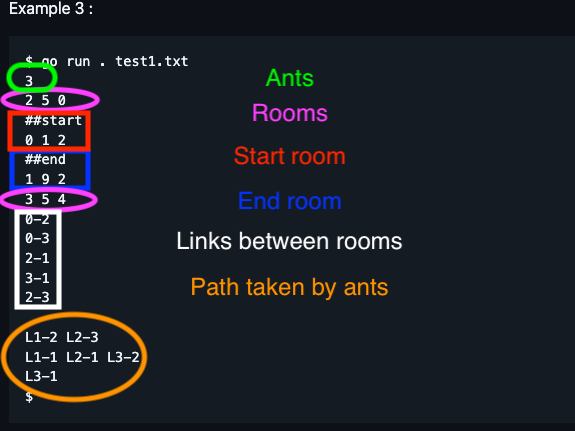 Example 3 :
$ go run . test1.txt
3
Ants
2 5 0
Rooms
##start
0 1 2
Start room
##end
1 9 2
End room
3 5 4
0-2
0-3
2-1
3-1
2-3
Links between rooms
Path taken by ants
L1-2 L2-3
L1-1 L2-1 L3-2
L3-1
$